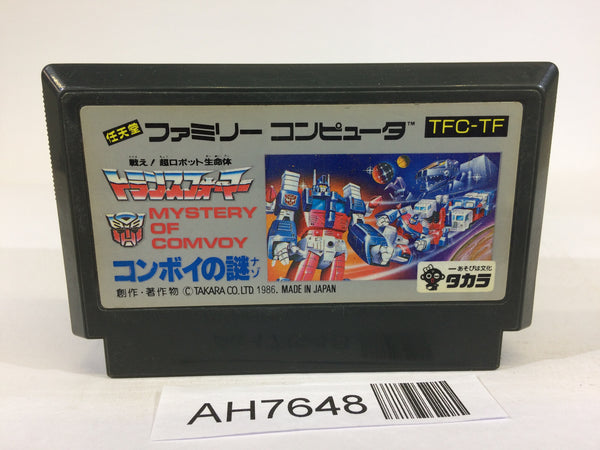 任天堂 ファミリー コンピュータ™ TFC-TF
戦え！超ロボット生命体
トランスフォーマー
MYSTERY
OF
COMVOY
コンボイの謎
ナゾ
創作・著作物 ©TAKARA CO.,LTD 1986. MADE IN JAPAN
—あそびは文化
タカラ
AH7648